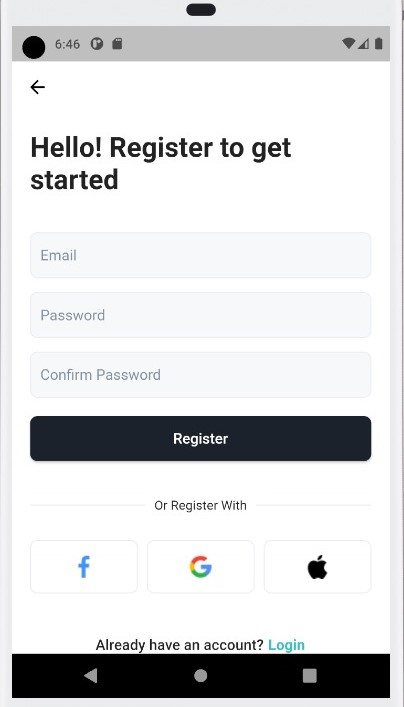 6:46
Hello! Register to get
started
Email
Password
Confirm Password
Register
Or Register With
Already have an account? Login